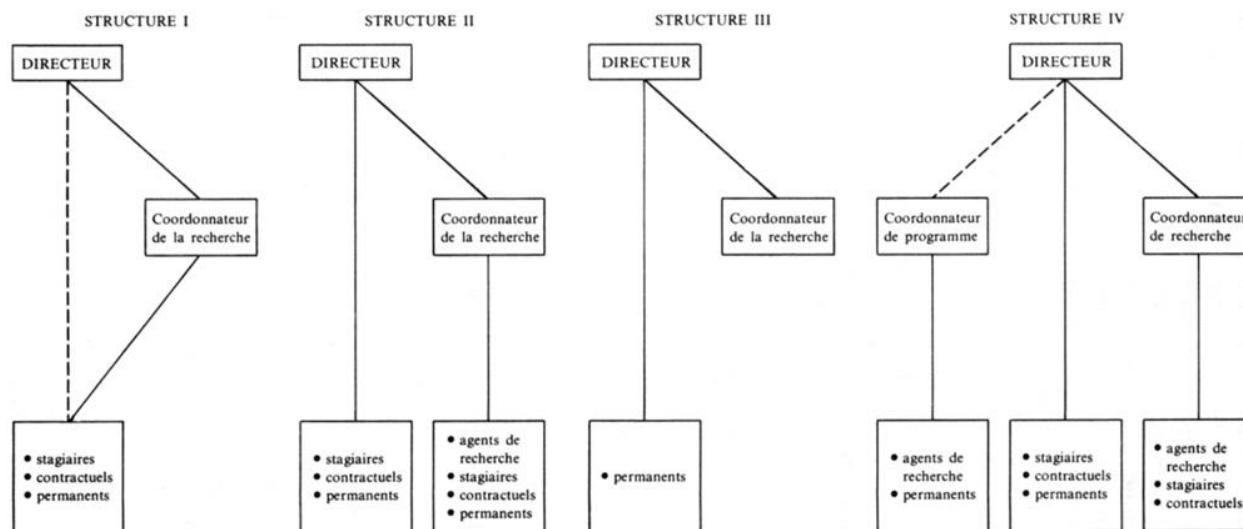 STRUCTURE I
DIRECTEUR
Coordonnateur
de la recherche
• stagiaires
• contractuels
• permanents
STRUCTURE II
DIRECTEUR
Coordonnateur
de la recherche
• stagiaires
• contractuels
• permanents
• agents de
recherche
• stagiaires
• contractuels
• permanents
STRUCTURE III
DIRECTEUR
Coordonnateur
de la recherche
• permanents
STRUCTURE IV
DIRECTEUR
Coordonnateur
de programme
Coordonnateur
de recherche
• agents de
recherche
• permanents
• stagiaires
• contractuels
• permanents
• agents de
recherche
• stagiaires
• contractuels